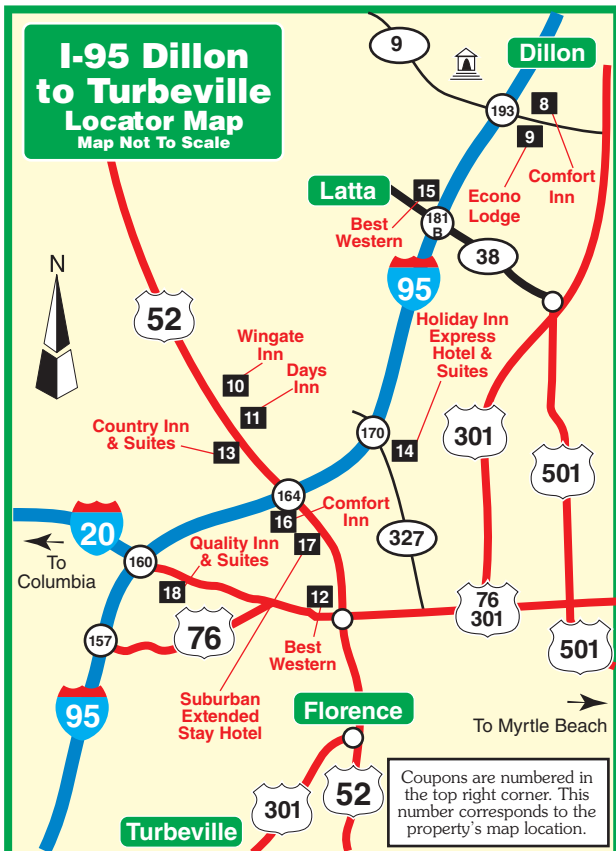 I-95 Dillon
to Turbeville
Locator Map
Map Not To Scale
9
Dillon
193
8
9
Comfort
Inn
Econo
Lodge
Latta
15
Best
Western
181
B
38
95
N
52
Wingate
Inn
10
Days
Inn
11
Country Inn
& Suites
13
Holiday Inn
Express
Hotel &
Suites
14
170
301
501
164
16
Comfort
Inn
17
327
20
To
Columbia
160
Quality Inn
& Suites
18
12
76
301
157
76
Best
Western
501
95
Suburban
Extended
Stay Hotel
Florence
To Myrtle Beach
301
52
Turbeville
Coupons are numbered in
the top right corner. This
number corresponds to the
property's map location.